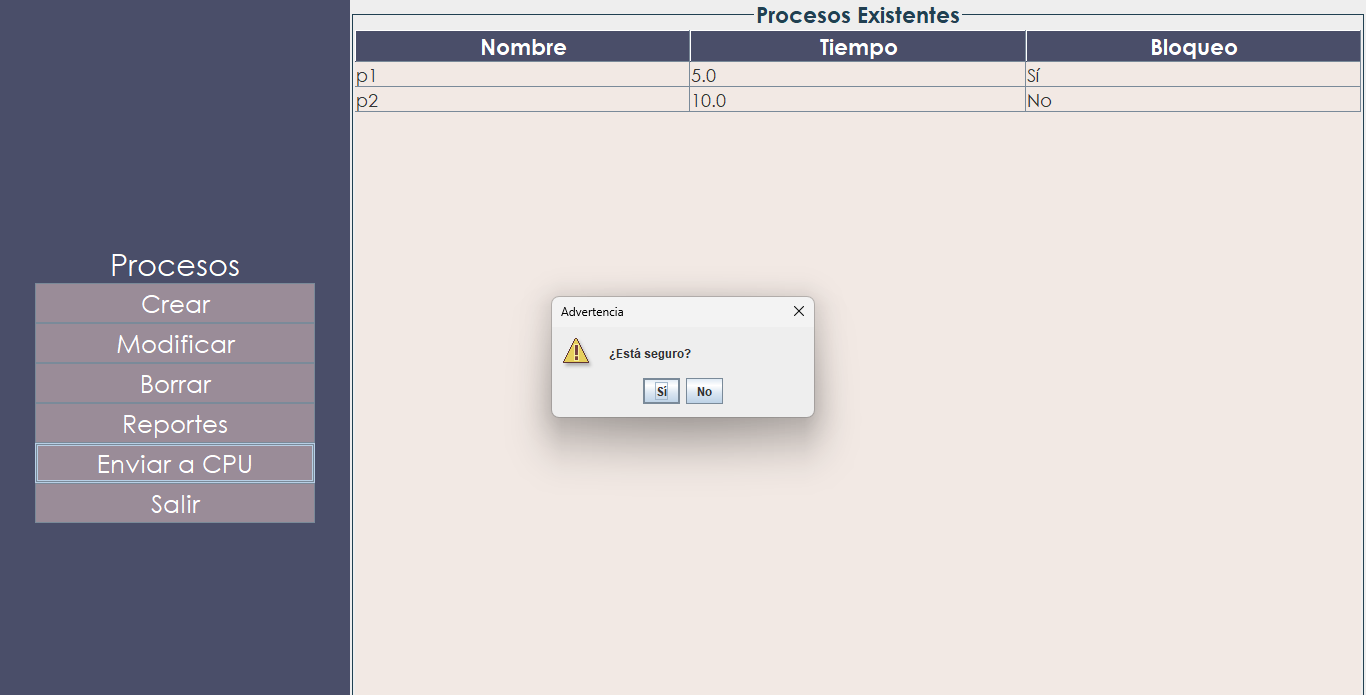 Procesos
Crear
Modificar
Borrar
Reportes
Enviar a CPU
Salir
Procesos Existentes
Nombre Tiempo Bloqueo
p1 5.0 Sí
p2 10.0 No
Advertencia
¿Está seguro?
Sí No